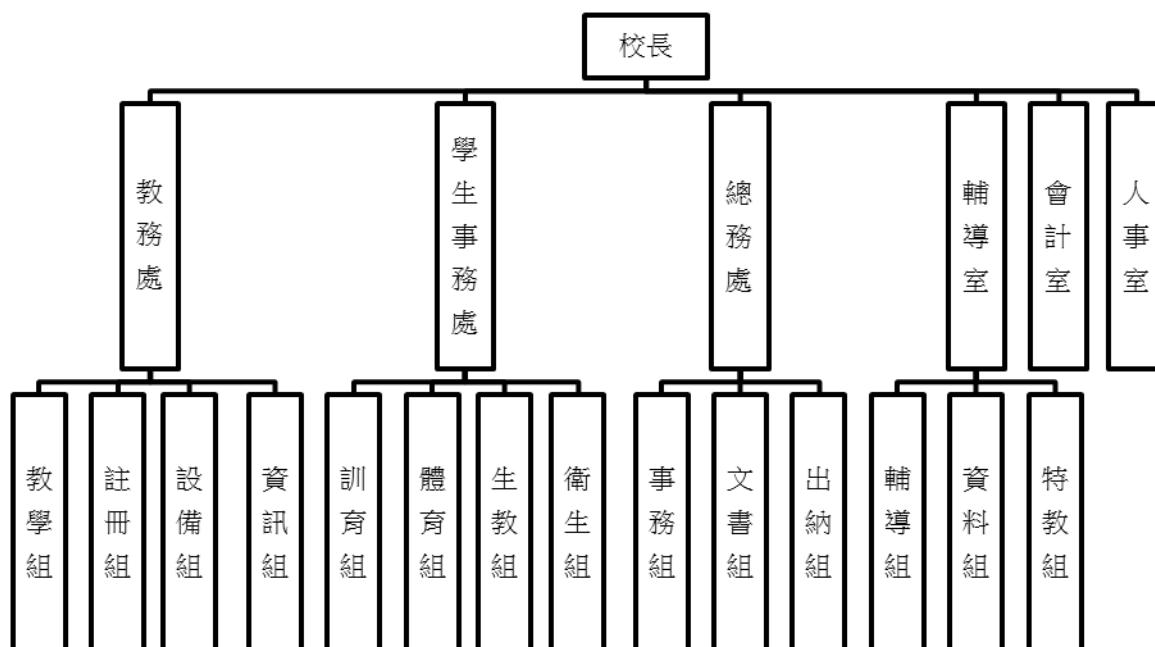 校長
教務處
學生事務處
總務處
輔導室
會計室
人事室
教學組
註冊組
設備組
資訊組
訓育組
體育組
生教組
衛生組
事務組
文書組
出納組
輔導組
資料組
特教組